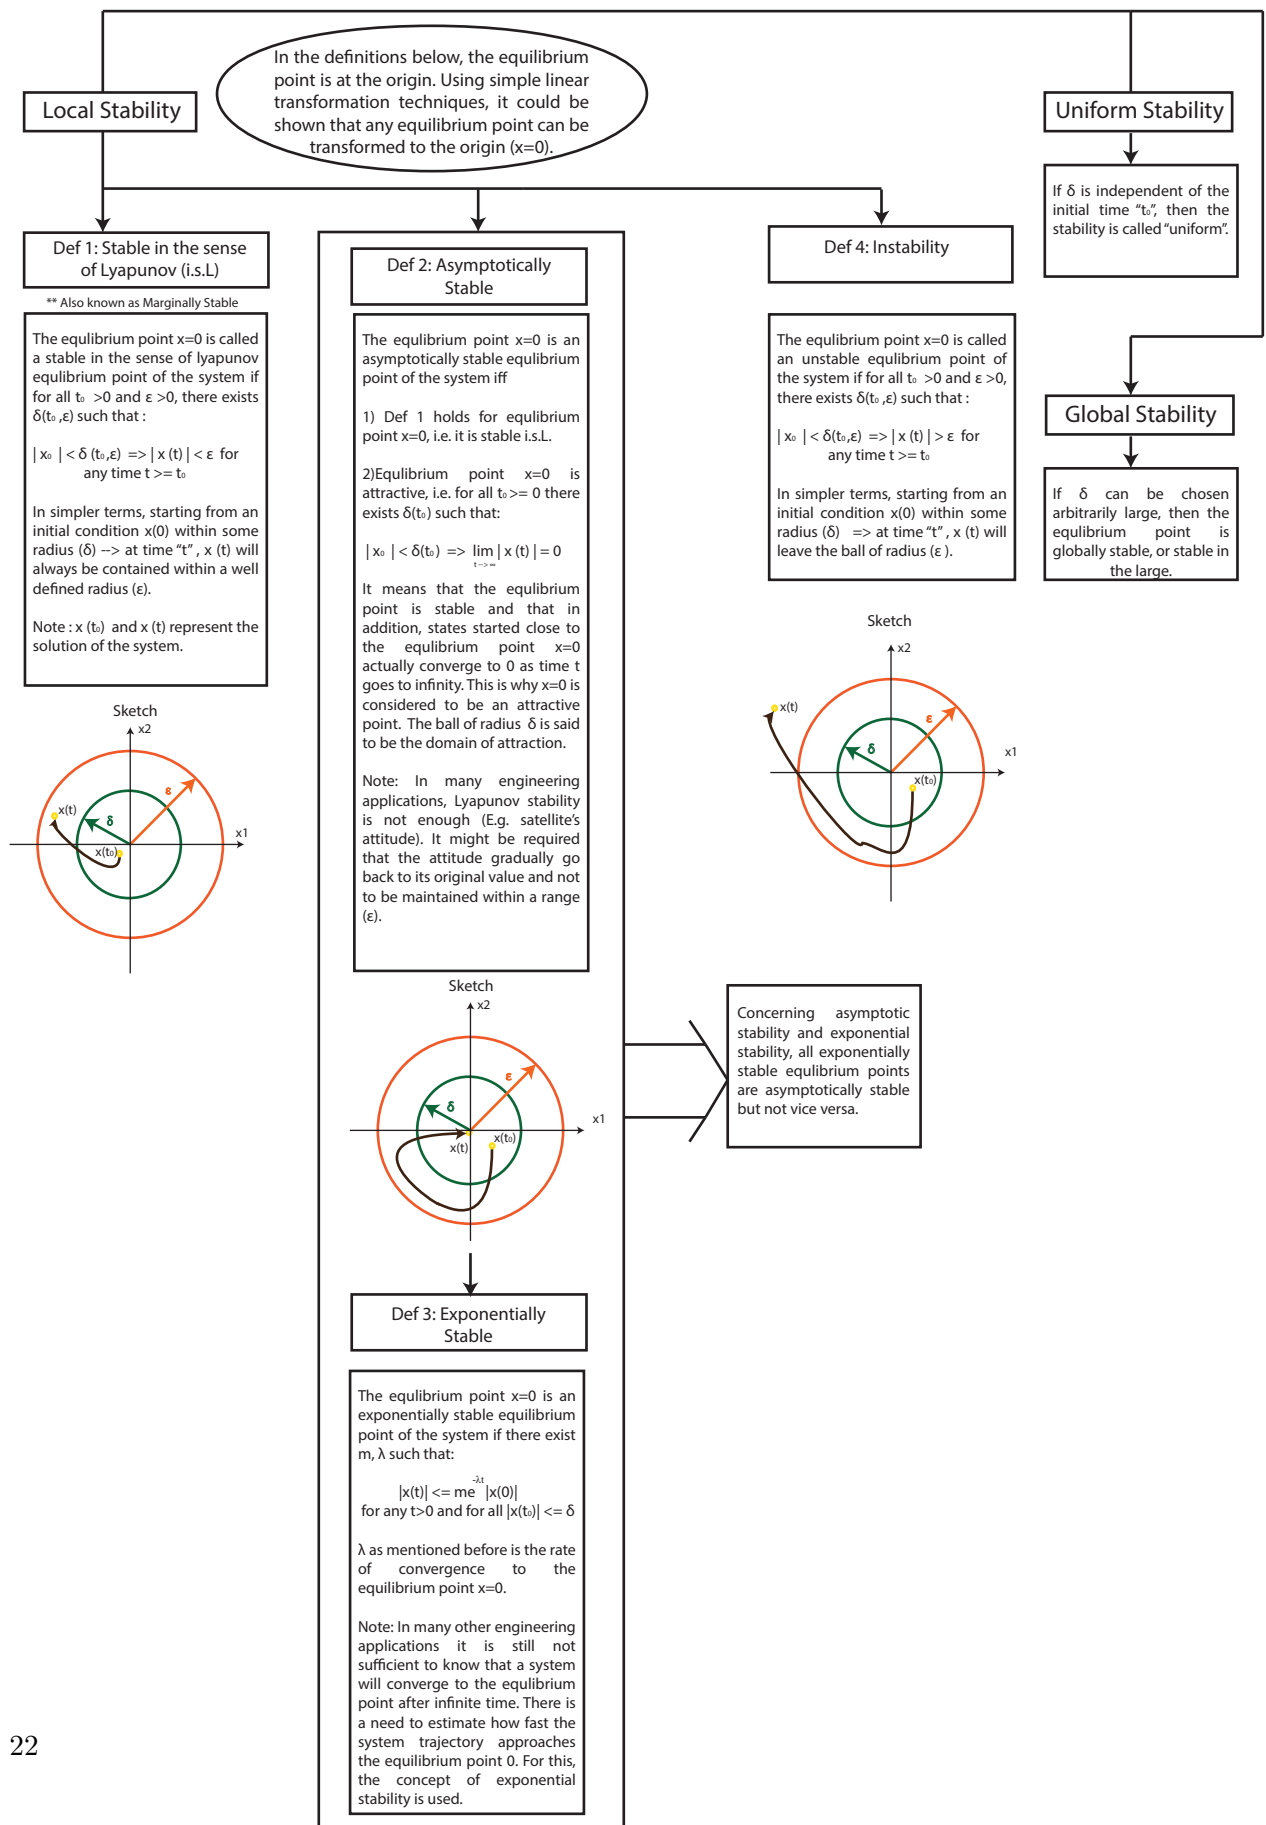 In the definitions below, the equilibrium
point is at the origin. Using simple linear
transformation techniques, it could be
shown that any equilibrium point can be
transformed to the origin (x=0).
Local Stability
Uniform Stability
If δ is independent of the
initial time “t₀”, then the
stability is called “uniform”.
Def 1: Stable in the sense
of Lyapunov (i.s.L)
** Also known as Marginally Stable
The equlibrium point x=0 is called
a stable in the sense of lyapunov
equlibrium point of the system if
for all t₀ >0 and ε >0, there exists
δ(t₀ ,ε) such that :
| x₀ | < δ (t₀,ε) => | x (t) | < ε for
any time t >= t₀
In simpler terms, starting from an
initial condition x(0) within some
radius (δ) --> at time “t” , x (t) will
always be contained within a well
defined radius (ε).
Note : x (t₀) and x (t) represent the
solution of the system.
Sketch
x2
ε
x(t)
δ
x1
x(t₀)
Def 2: Asymptotically
Stable
The equlibrium point x=0 is an
asymptotically stable equlibrium
point of the system iff
1) Def 1 holds for equlibrium
point x=0, i.e. it is stable i.s.L.
2)Equlibrium point x=0 is
attractive, i.e. for all t₀ >= 0 there
exists δ(t₀) such that:
| x₀ | < δ(t₀) => lim | x (t) | = 0
t -> ∞
It means that the equlibrium
point is stable and that in
addition, states started close to
the equlibrium point x=0
actually converge to 0 as time t
goes to infinity. This is why x=0 is
considered to be an attractive
point. The ball of radius δ is said
to be the domain of attraction.
Note: In many engineering
applications, Lyapunov stability
is not enough (E.g. satellite’s
attitude). It might be required
that the attitude gradually go
back to its original value and not
to be maintained within a range
(ε).
Sketch
x2
ε
δ
x1
x(t₀)
x(t)
Def 3: Exponentially
Stable
The equlibrium point x=0 is an
exponentially stable equilibrium
point of the system if there exist
m, λ such that:
-λt
|x(t)| <= me |x(0)|
for any t>0 and for all |x(t₀)| <= δ
λ as mentioned before is the rate
of convergence to the
equilibrium point x=0.
Note: In many other engineering
applications it is still not
sufficient to know that a system
will converge to the equlibrium
point after infinite time. There is
a need to estimate how fast the
system trajectory approaches
the equilibrium point 0. For this,
the concept of exponential
stability is used.
Def 4: Instability
The equlibrium point x=0 is called
an unstable equlibrium point of
the system if for all t₀ >0 and ε >0,
there exists δ(t₀ ,ε) such that :
| x₀ | < δ(t₀,ε) => | x (t) | > ε for
any time t >= t₀
In simpler terms, starting from an
initial condition x(0) within some
radius (δ) => at time “t” , x (t) will
leave the ball of radius (ε ).
Sketch
x2
x(t)
ε
δ
x1
x(t₀)
Global Stability
If δ can be chosen
arbitrarily large, then the
equlibrium point is
globally stable, or stable in
the large.
Concerning asymptotic
stability and exponential
stability, all exponentially
stable equlibrium points
are asymptotically stable
but not vice versa.
22